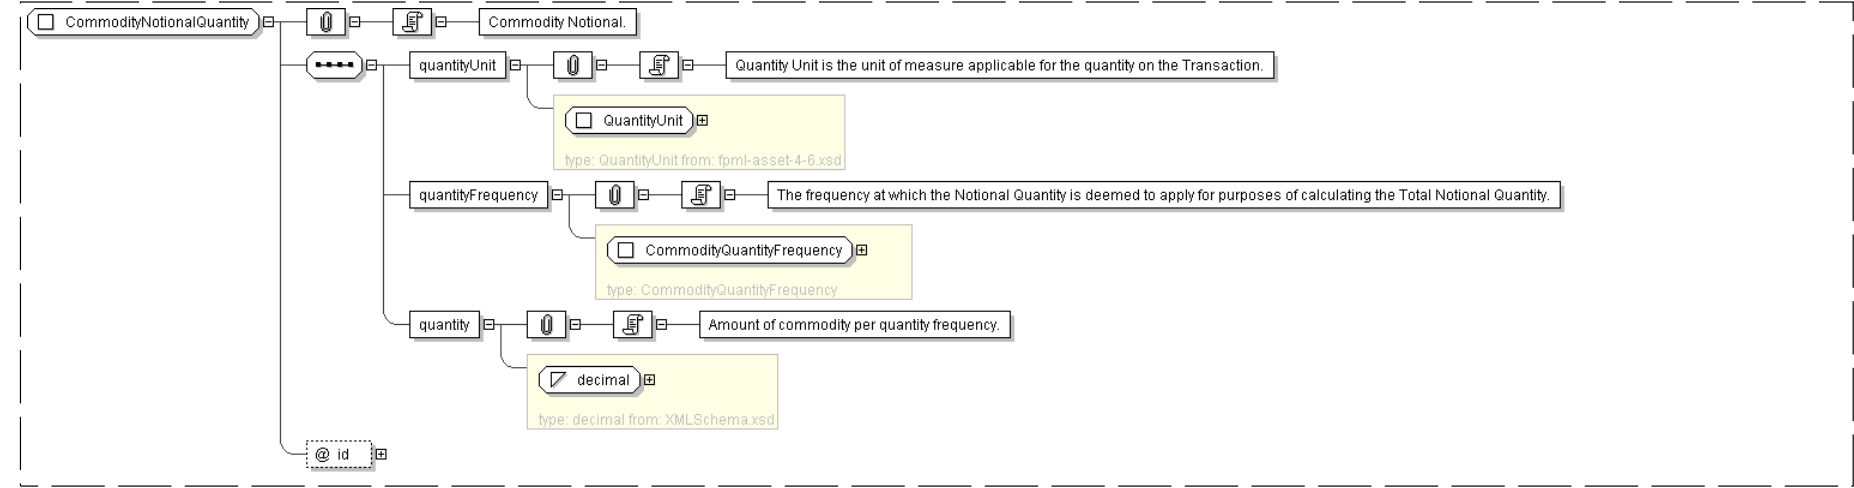 CommodityNotionalQuantity
Commodity Notional.
quantityUnit
Quantity Unit is the unit of measure applicable for the quantity on the Transaction.
QuantityUnit
type: QuantityUnit from: fpml-asset-4-6.xsd
quantityFrequency
The frequency at which the Notional Quantity is deemed to apply for purposes of calculating the Total Notional Quantity.
CommodityQuantityFrequency
type: CommodityQuantityFrequency
quantity
Amount of commodity per quantity frequency.
decimal
type: decimal from: XMLSchema.xsd
@ id